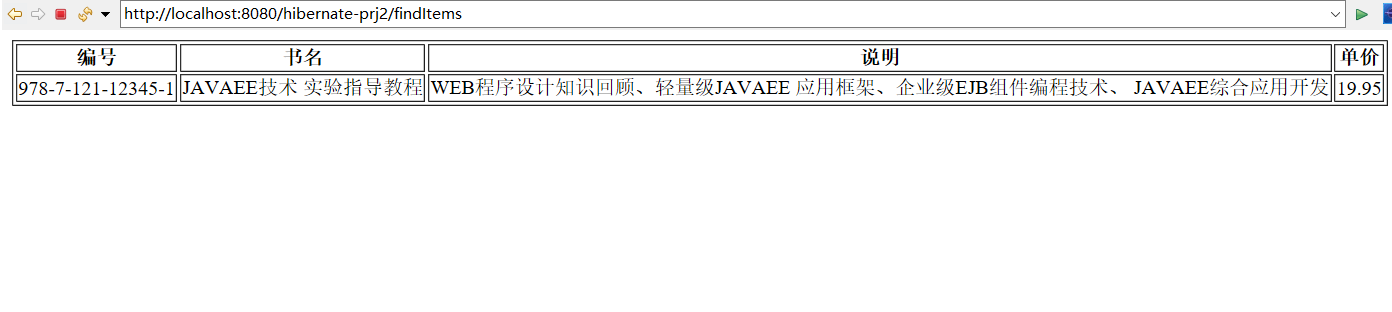 http://localhost:8080/hibernate-prj2/findItems
编号 书名 说明 单价
978-7-121-12345-1 JAVAEE技术 实验指导教程 WEB程序设计知识回顾、轻量级JAVAEE 应用框架、企业级EJB组件编程技术、 JAVAEE综合应用开发 19.95